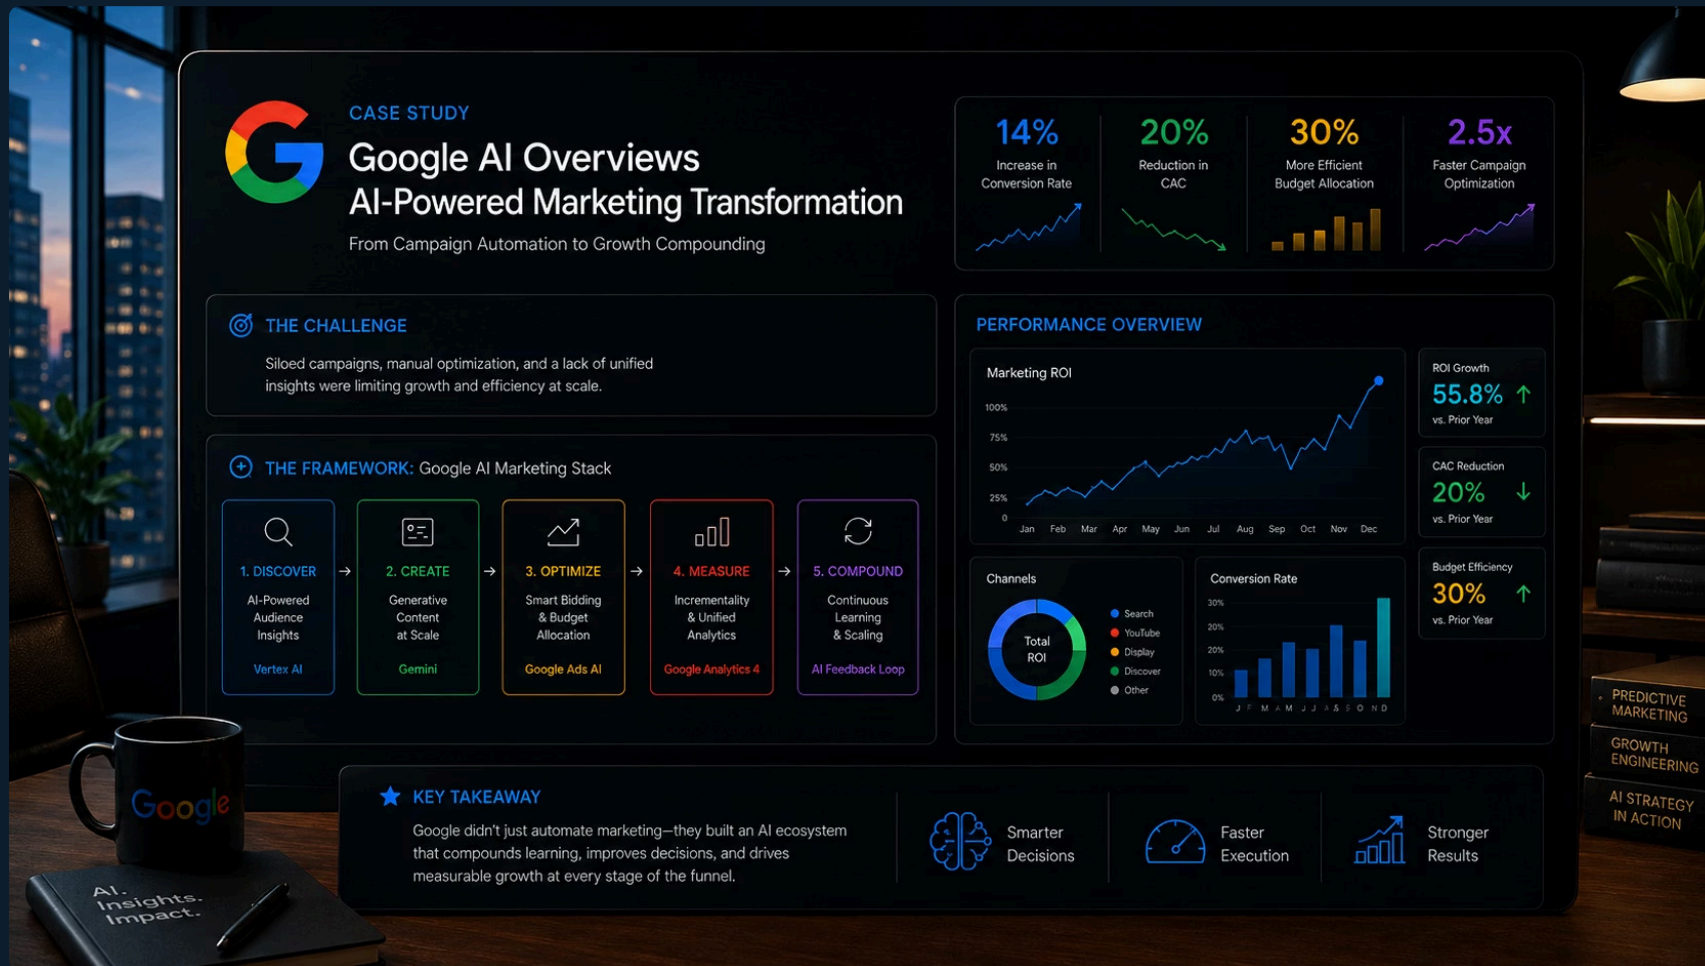 CASE STUDY
Google AI Overviews
AI-Powered Marketing Transformation
From Campaign Automation to Growth Compounding
14%
Increase in
Conversion Rate
20%
Reduction in
CAC
30%
More Efficient
Budget Allocation
2.5x
Faster Campaign
Optimization
THE CHALLENGE
Siloed campaigns, manual optimization, and a lack of unified
insights were limiting growth and efficiency at scale.
THE FRAMEWORK: Google AI Marketing Stack
1. DISCOVER
AI-Powered
Audience
Insights
Vertex AI
2. CREATE
Generative
Content
at Scale
Gemini
3. OPTIMIZE
Smart Bidding
& Budget
Allocation
Google Ads AI
4. MEASURE
Incrementality
& Unified
Analytics
Google Analytics 4
5. COMPOUND
Continuous
Learning
& Scaling
AI Feedback Loop
PERFORMANCE OVERVIEW
Marketing ROI
100%
75%
50%
25%
0
Jan Feb Mar Apr May Jun Jul Aug Sep Oct Nov Dec
ROI Growth
55.8%
vs. Prior Year
CAC Reduction
20%
vs. Prior Year
Budget Efficiency
30%
vs. Prior Year
Channels
Total
ROI
Search
YouTube
Display
Discover
Other
Conversion Rate
30%
20%
20%
10%
0%
J F M A M J J A S S O N D
KEY TAKEAWAY
Google didn't just automate marketing—they built an AI ecosystem
that compounds learning, improves decisions, and drives
measurable growth at every stage of the funnel.
Smarter
Decisions
Faster
Execution
Stronger
Results
Google
AI.
Insights.
Impact.
PREDICTIVE
MARKETING
GROWTH
ENGINEERING
AI STRATEGY
IN ACTION